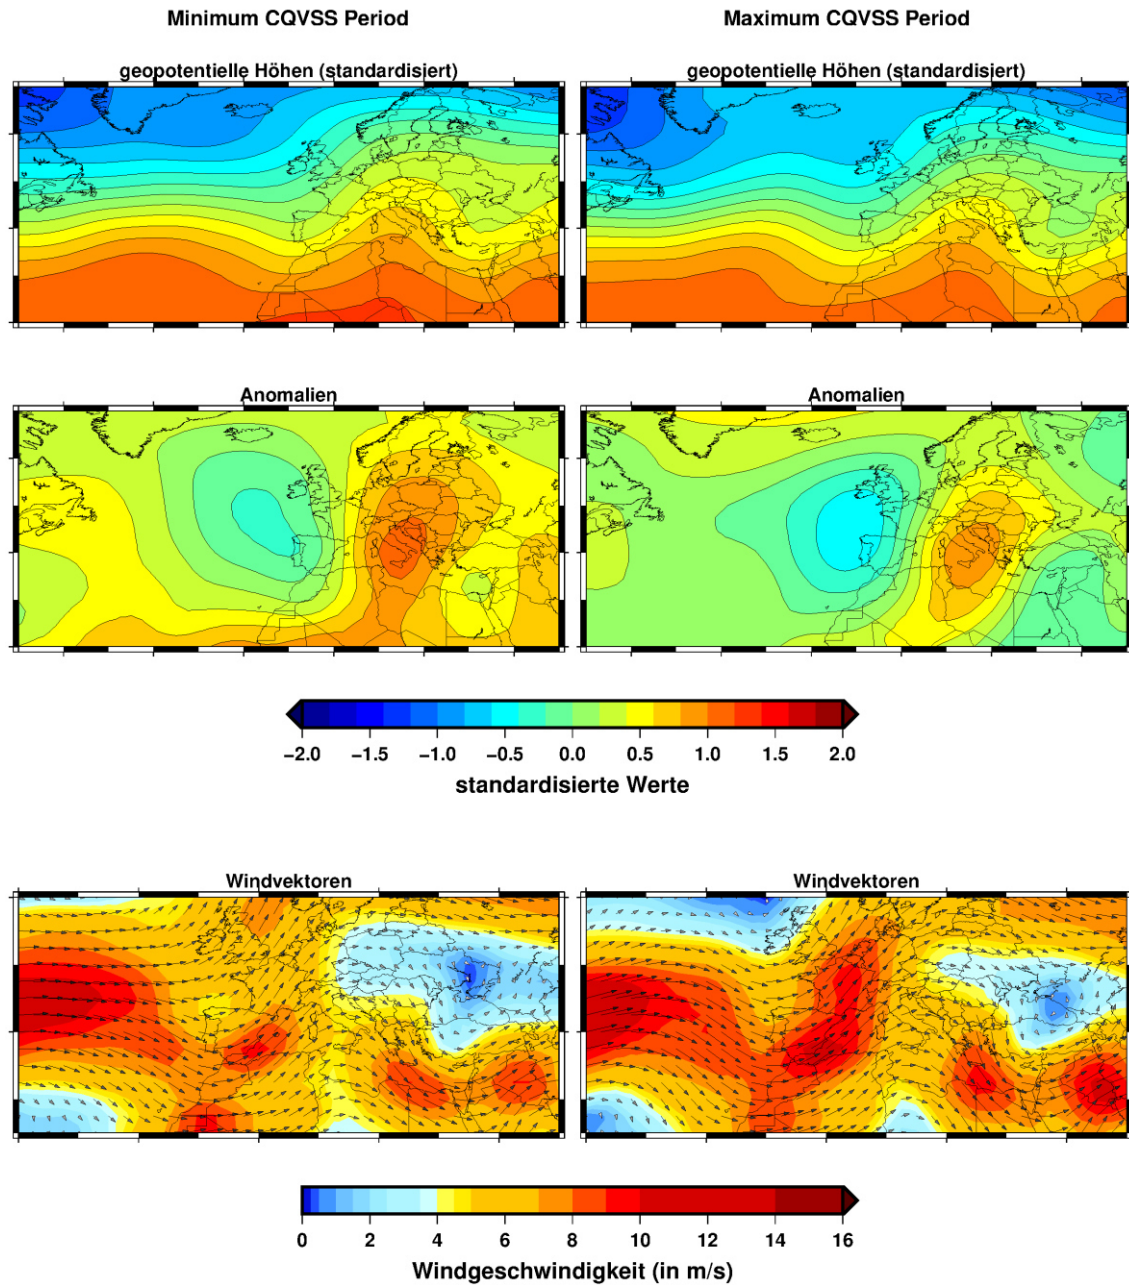 Minimum CQVSS Period
Maximum CQVSS Period
geopotentielle Höhen (standardisiert)
geopotentielle Höhen (standardisiert)
Anomalien
Anomalien
−2.0 −1.5 −1.0 −0.5 0.0 0.5 1.0 1.5 2.0
standardisierte Werte
Windvektoren
Windvektoren
0 2 4 6 8 10 12 14 16
Windgeschwindigkeit (in m/s)